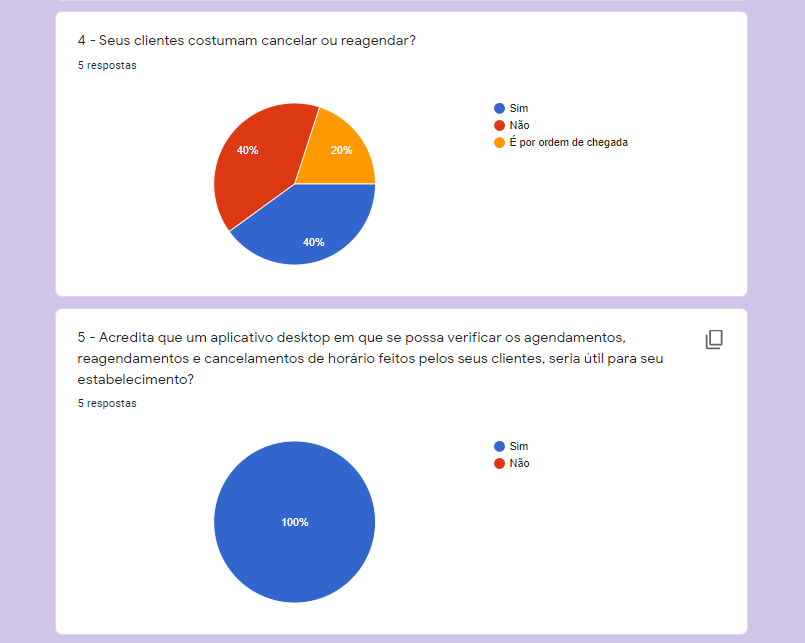 4 - Seus clientes costumam cancelar ou reagendar?
5 respostas
Sim
Não
É por ordem de chegada
40%
20%
40%
5 - Acredita que um aplicativo desktop em que se possa verificar os agendamentos,
reagendamentos e cancelamentos de horário feitos pelos seus clientes, seria útil para seu
estabelecimento?
5 respostas
Sim
Não
100%